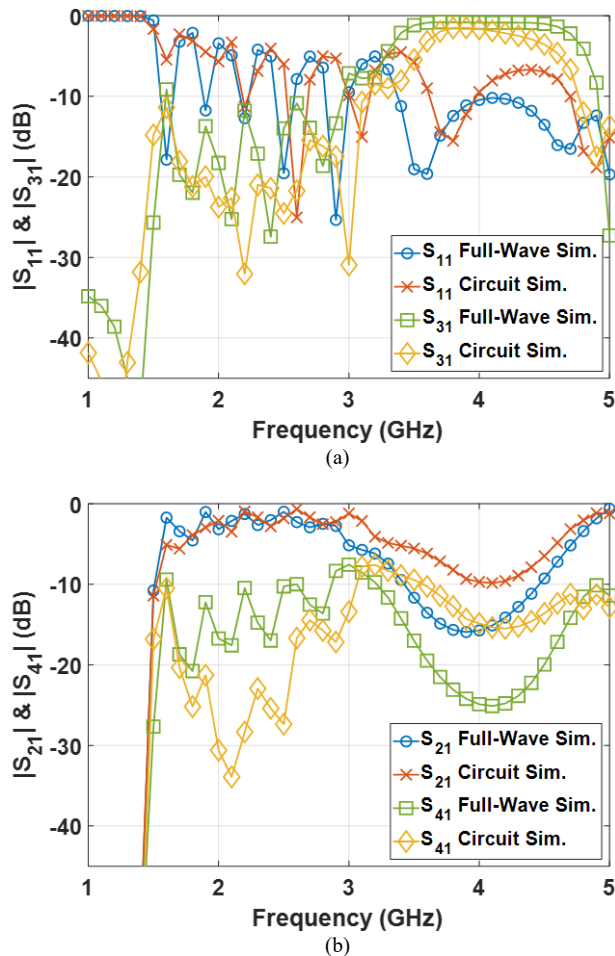 0
-10
-20
-30
-40
|S11| & |S31| (dB)
S11 Full-Wave Sim.
S11 Circuit Sim.
S31 Full-Wave Sim.
S31 Circuit Sim.
1 2 3 4 5
Frequency (GHz)
(a)
0
-10
-20
-30
-40
|S21| & |S41| (dB)
S21 Full-Wave Sim.
S21 Circuit Sim.
S41 Full-Wave Sim.
S41 Circuit Sim.
1 2 3 4 5
Frequency (GHz)
(b)